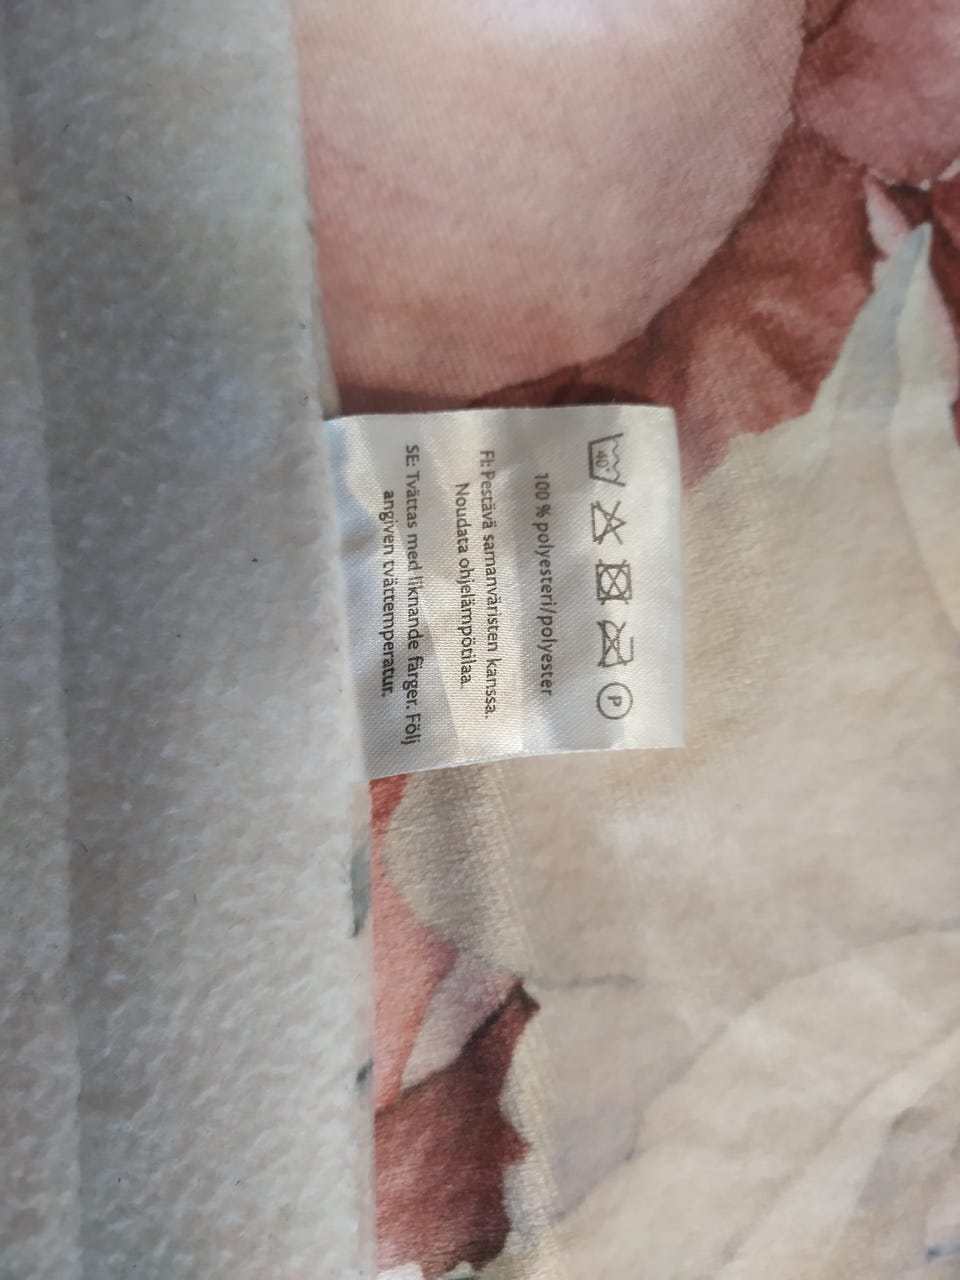 40°
P
100 % polyesteri/polyester
FI: Pestävä samanväristen kanssa.
Noudata ohjelämpötilaa.
SE: Tvättas med liknande färger. Följ
angiven tvättemperatur.